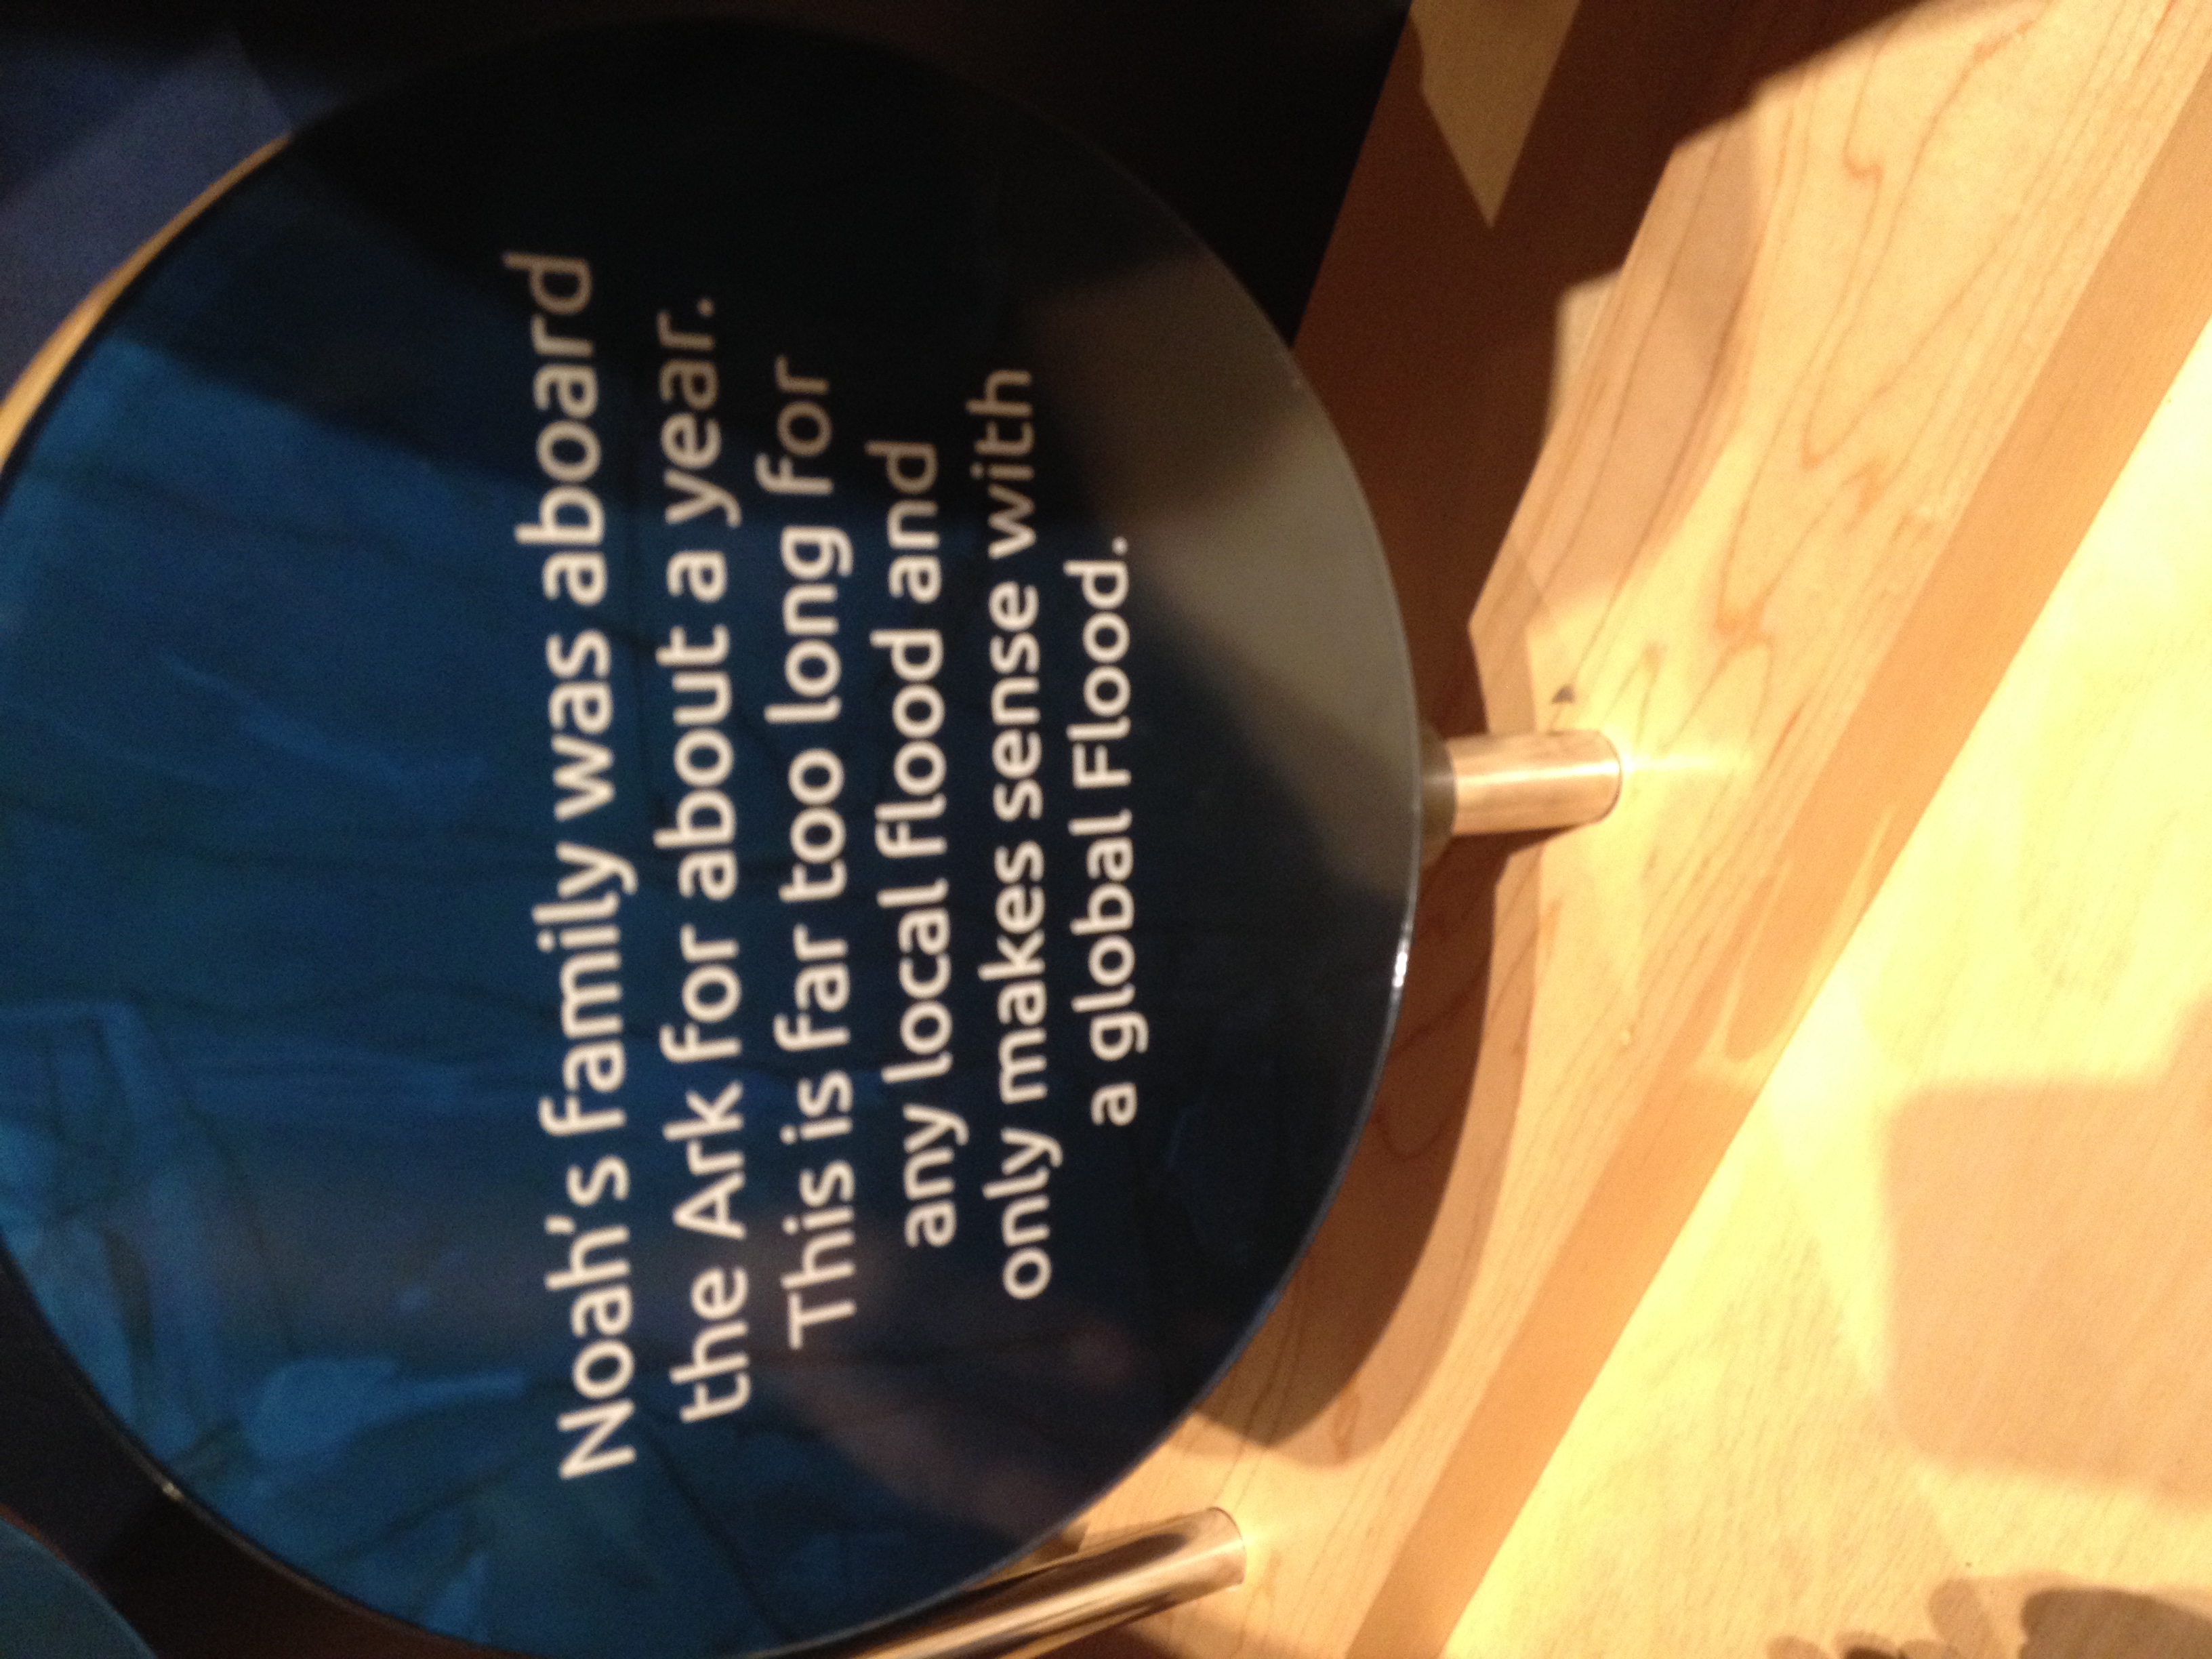 Noah's family was aboard
the Ark for about a year.
This is far too long for
any local flood and
only makes sense with
a global Flood.